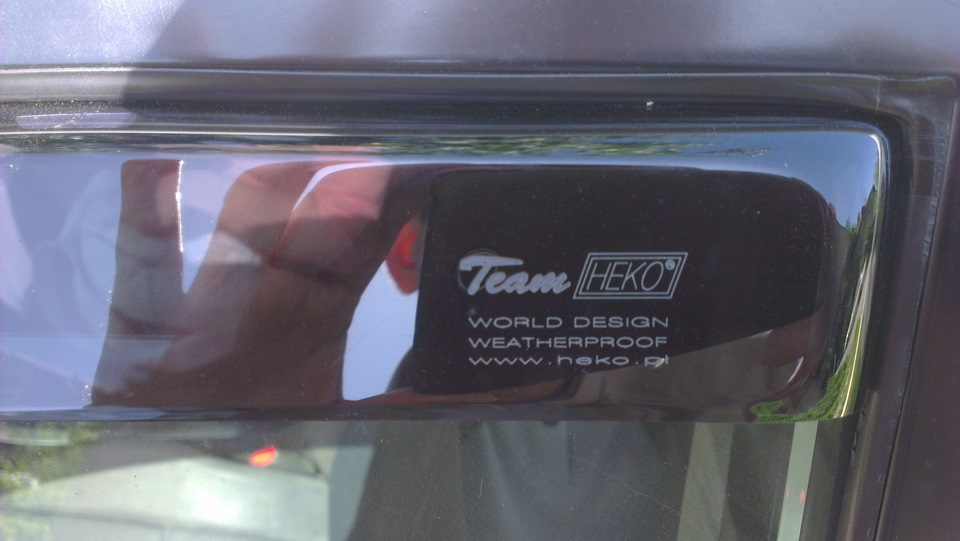 Team HEKO
WORLD DESIGN
WEATHERPROOF
www.heko.pl